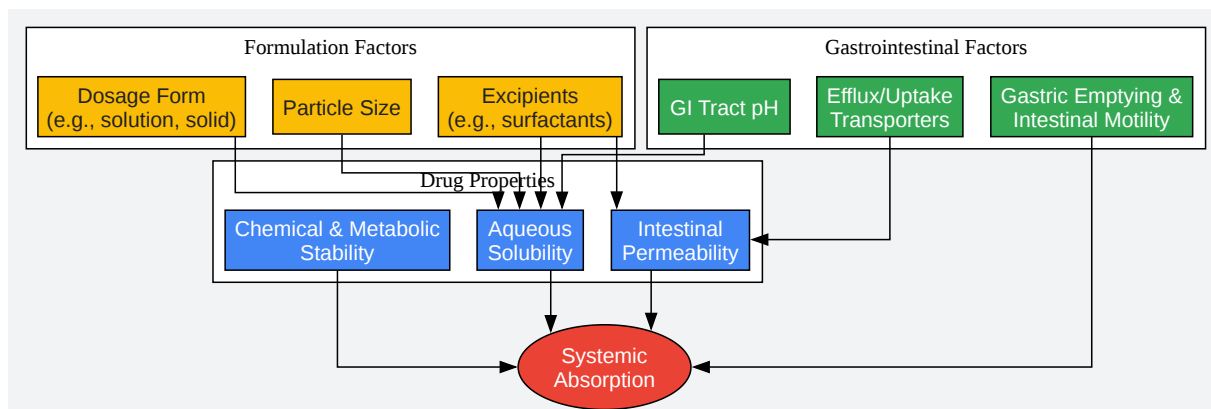 Formulation Factors
Dosage Form
(e.g., solution, solid)
Particle Size
Excipients
(e.g., surfactants)
Gastrointestinal Factors
GI Tract pH
Efflux/Uptake
Transporters
Gastric Emptying &
Intestinal Motility
Drug Properties
Chemical & Metabolic
Stability
Aqueous
Solubility
Intestinal
Permeability
Systemic
Absorption